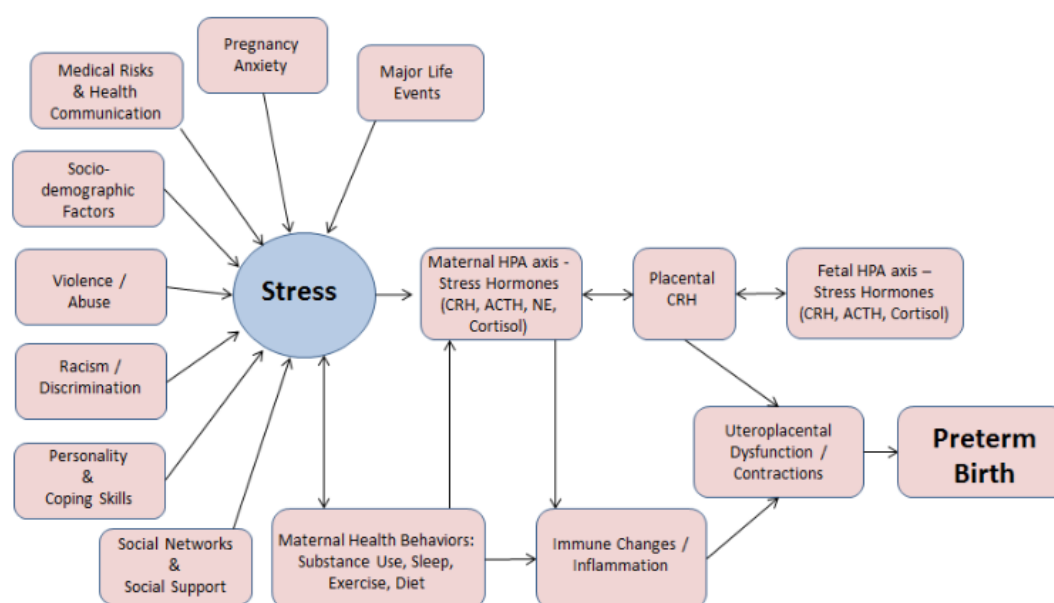 Pregnancy
Anxiety
Medical Risks
& Health
Communication
Major Life
Events
Socio-
demographic
Factors
Violence /
Abuse
Stress
Maternal HPA axis -
Stress Hormones
(CRH, ACTH, NE,
Cortisol)
Placental
CRH
Fetal HPA axis –
Stress Hormones
(CRH, ACTH, Cortisol)
Racism /
Discrimination
Personality
&
Coping Skills
Social Networks
&
Social Support
Maternal Health Behaviors:
Substance Use, Sleep,
Exercise, Diet
Immune Changes /
Inflammation
Uteroplacental
Dysfunction /
Contractions
Preterm
Birth